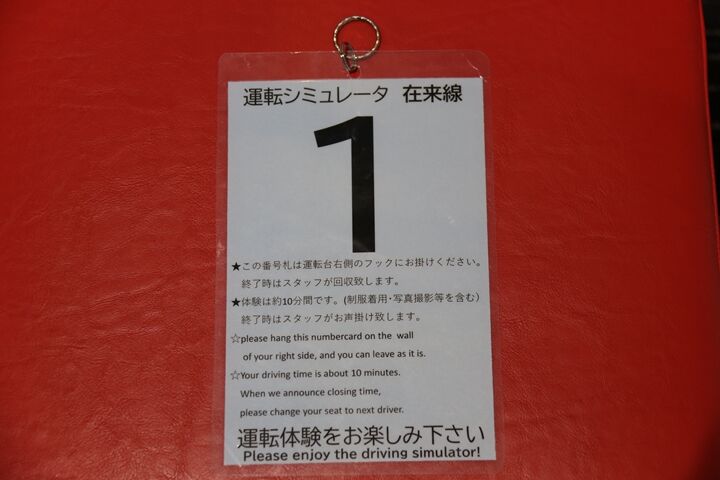 運転シミュレータ 在来線
1
★この番号札は運転台右側のフックにお掛けください。
終了時はスタッフが回収致します。
★体験は約10分間です。(制服着用・写真撮影等を含む)
終了時はスタッフがお声掛け致します。
☆please hang this numbercard on the wall
of your right side, and you can leave as it is.
☆Your driving time is about 10 minutes.
When we announce closing time,
please change your seat to next driver.
運転体験をお楽しみ下さい
Please enjoy the driving simulator!